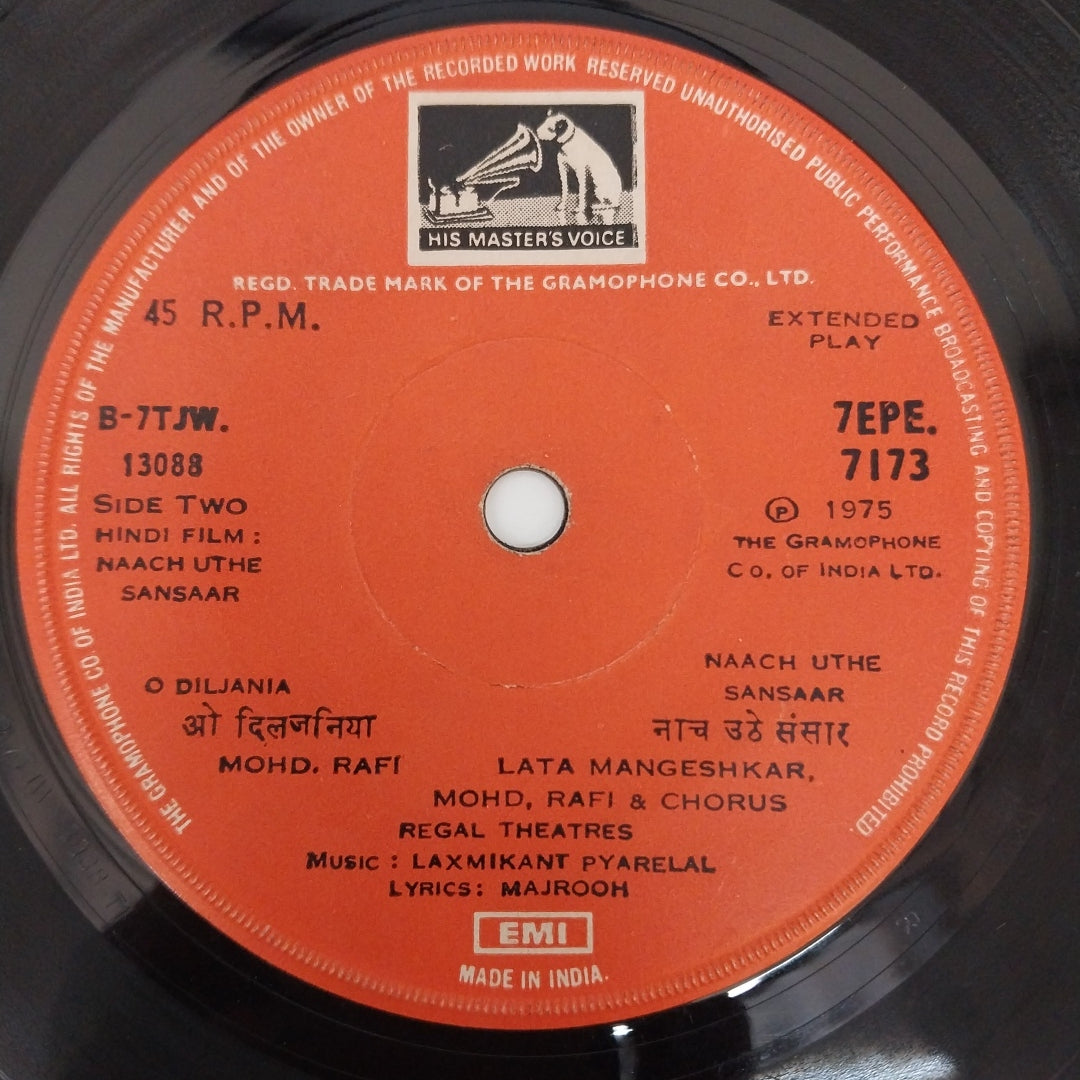 THE GRAMOPHONE CO. OF INDIA LTD. ALL RIGHTS OF THE MANUFACTURER AND OF THE OWNER OF THE RECORDED WORK RESERVED UNAUTHORISED PUBLIC PERFORMANCE BROADCASTING AND COPYING OF THIS RECORD PROHIBITED.
HIS MASTER'S VOICE
REGD. TRADE MARK OF THE GRAMOPHONE CO., LTD.
45 R.P.M.
EXTENDED
PLAY
B-7TJW.
13088
SIDE TWO
HINDI FILM :
NAACH UTHE
SANSAAR
7EPE.
7173
Ⓟ 1975
THE GRAMOPHONE
CO. OF INDIA LTD.
O DILJANIA
ओ दिलजनिया
MOHD. RAFI
NAACH UTHE
SANSAAR
नाच उठे संसार
LATA MANGESHKAR,
MOHD, RAFI & CHORUS
REGAL THEATRES
MUSIC : LAXMIKANT PYARELAL
LYRICS: MAJROOH
EMI
MADE IN INDIA.